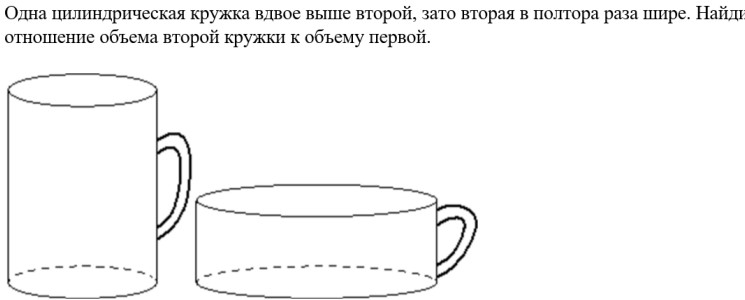 Одна цилиндрическая кружка вдвое выше второй, зато вторая в полтора раза шире. Найди
отношение объема второй кружки к объему первой.